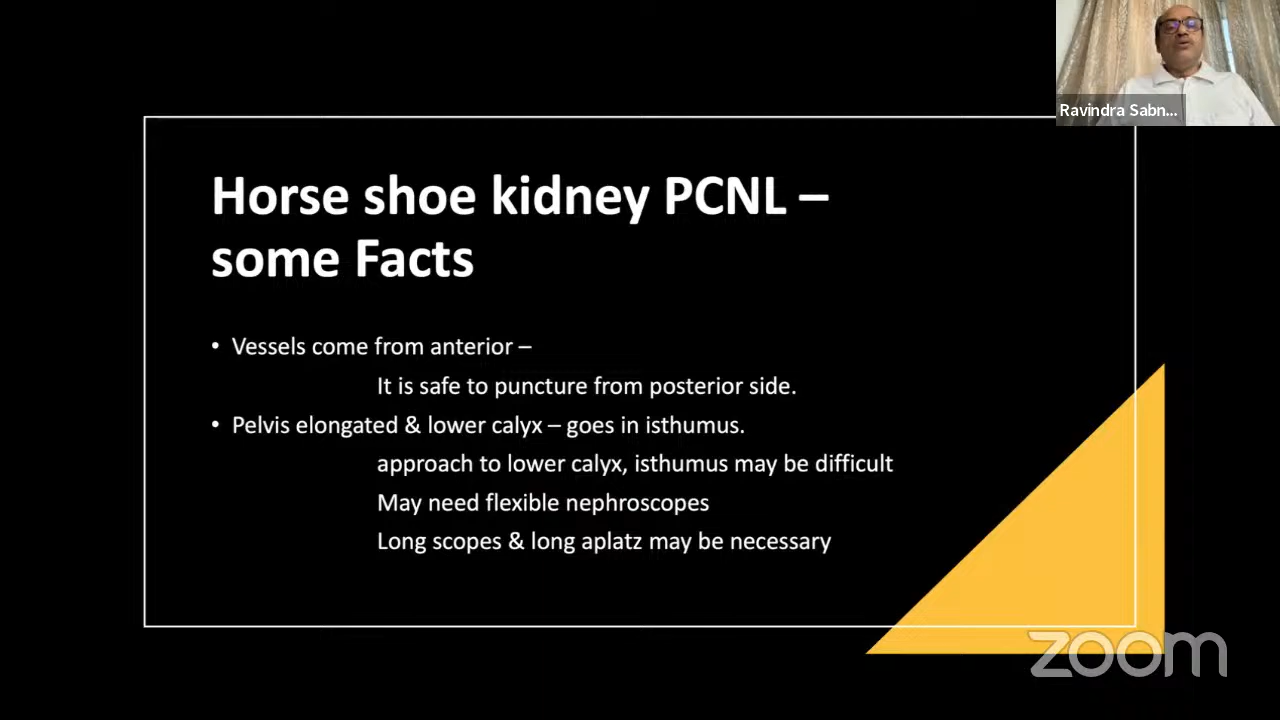 Ravindra Sabn...
Horse shoe kidney PCNL –
some Facts
• Vessels come from anterior –
It is safe to puncture from posterior side.
• Pelvis elongated & lower calyx – goes in isthumus.
approach to lower calyx, isthumus may be difficult
May need flexible nephroscopes
Long scopes & long aplatz may be necessary
zoom